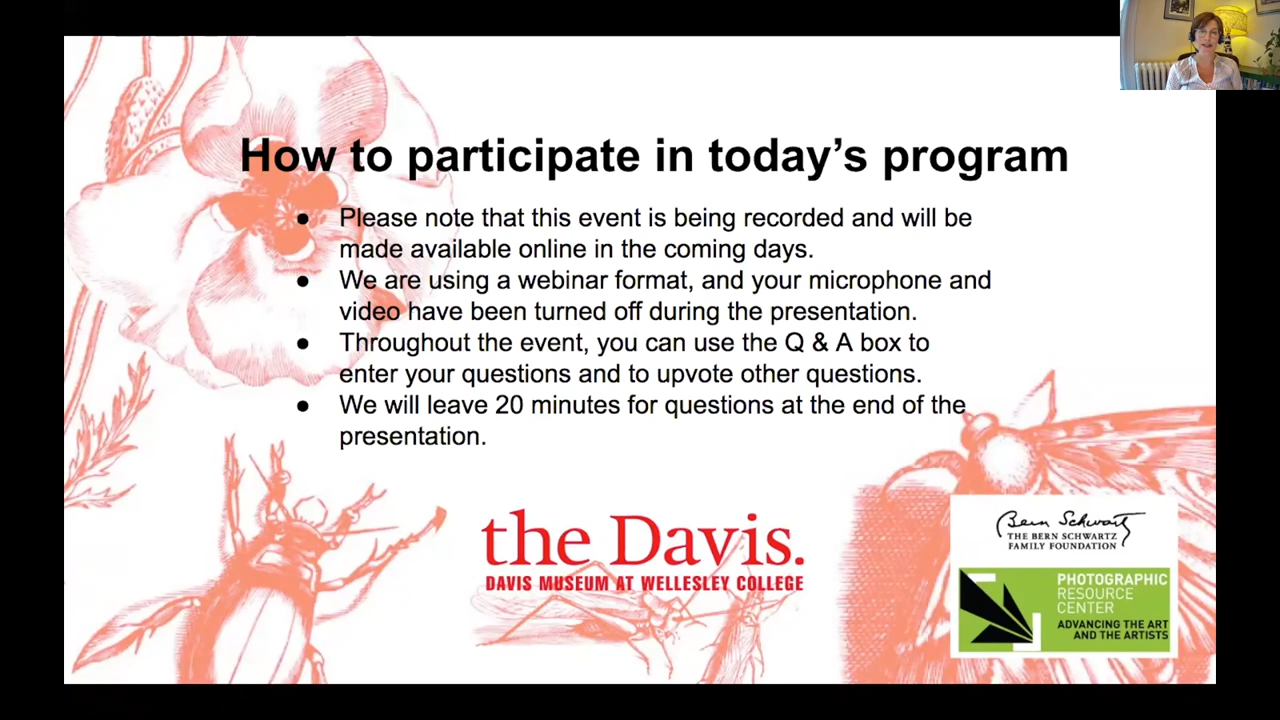 How to participate in today's program
● Please note that this event is being recorded and will be
made available online in the coming days.
● We are using a webinar format, and your microphone and
video have been turned off during the presentation.
● Throughout the event, you can use the Q & A box to
enter your questions and to upvote other questions.
● We will leave 20 minutes for questions at the end of the
presentation.
the Davis.
DAVIS MUSEUM AT WELLESLEY COLLEGE
Bern Schwartz
THE BERN SCHWARTZ
FAMILY FOUNDATION
PHOTOGRAPHIC
RESOURCE
CENTER
ADVANCING THE ART
AND THE ARTISTS